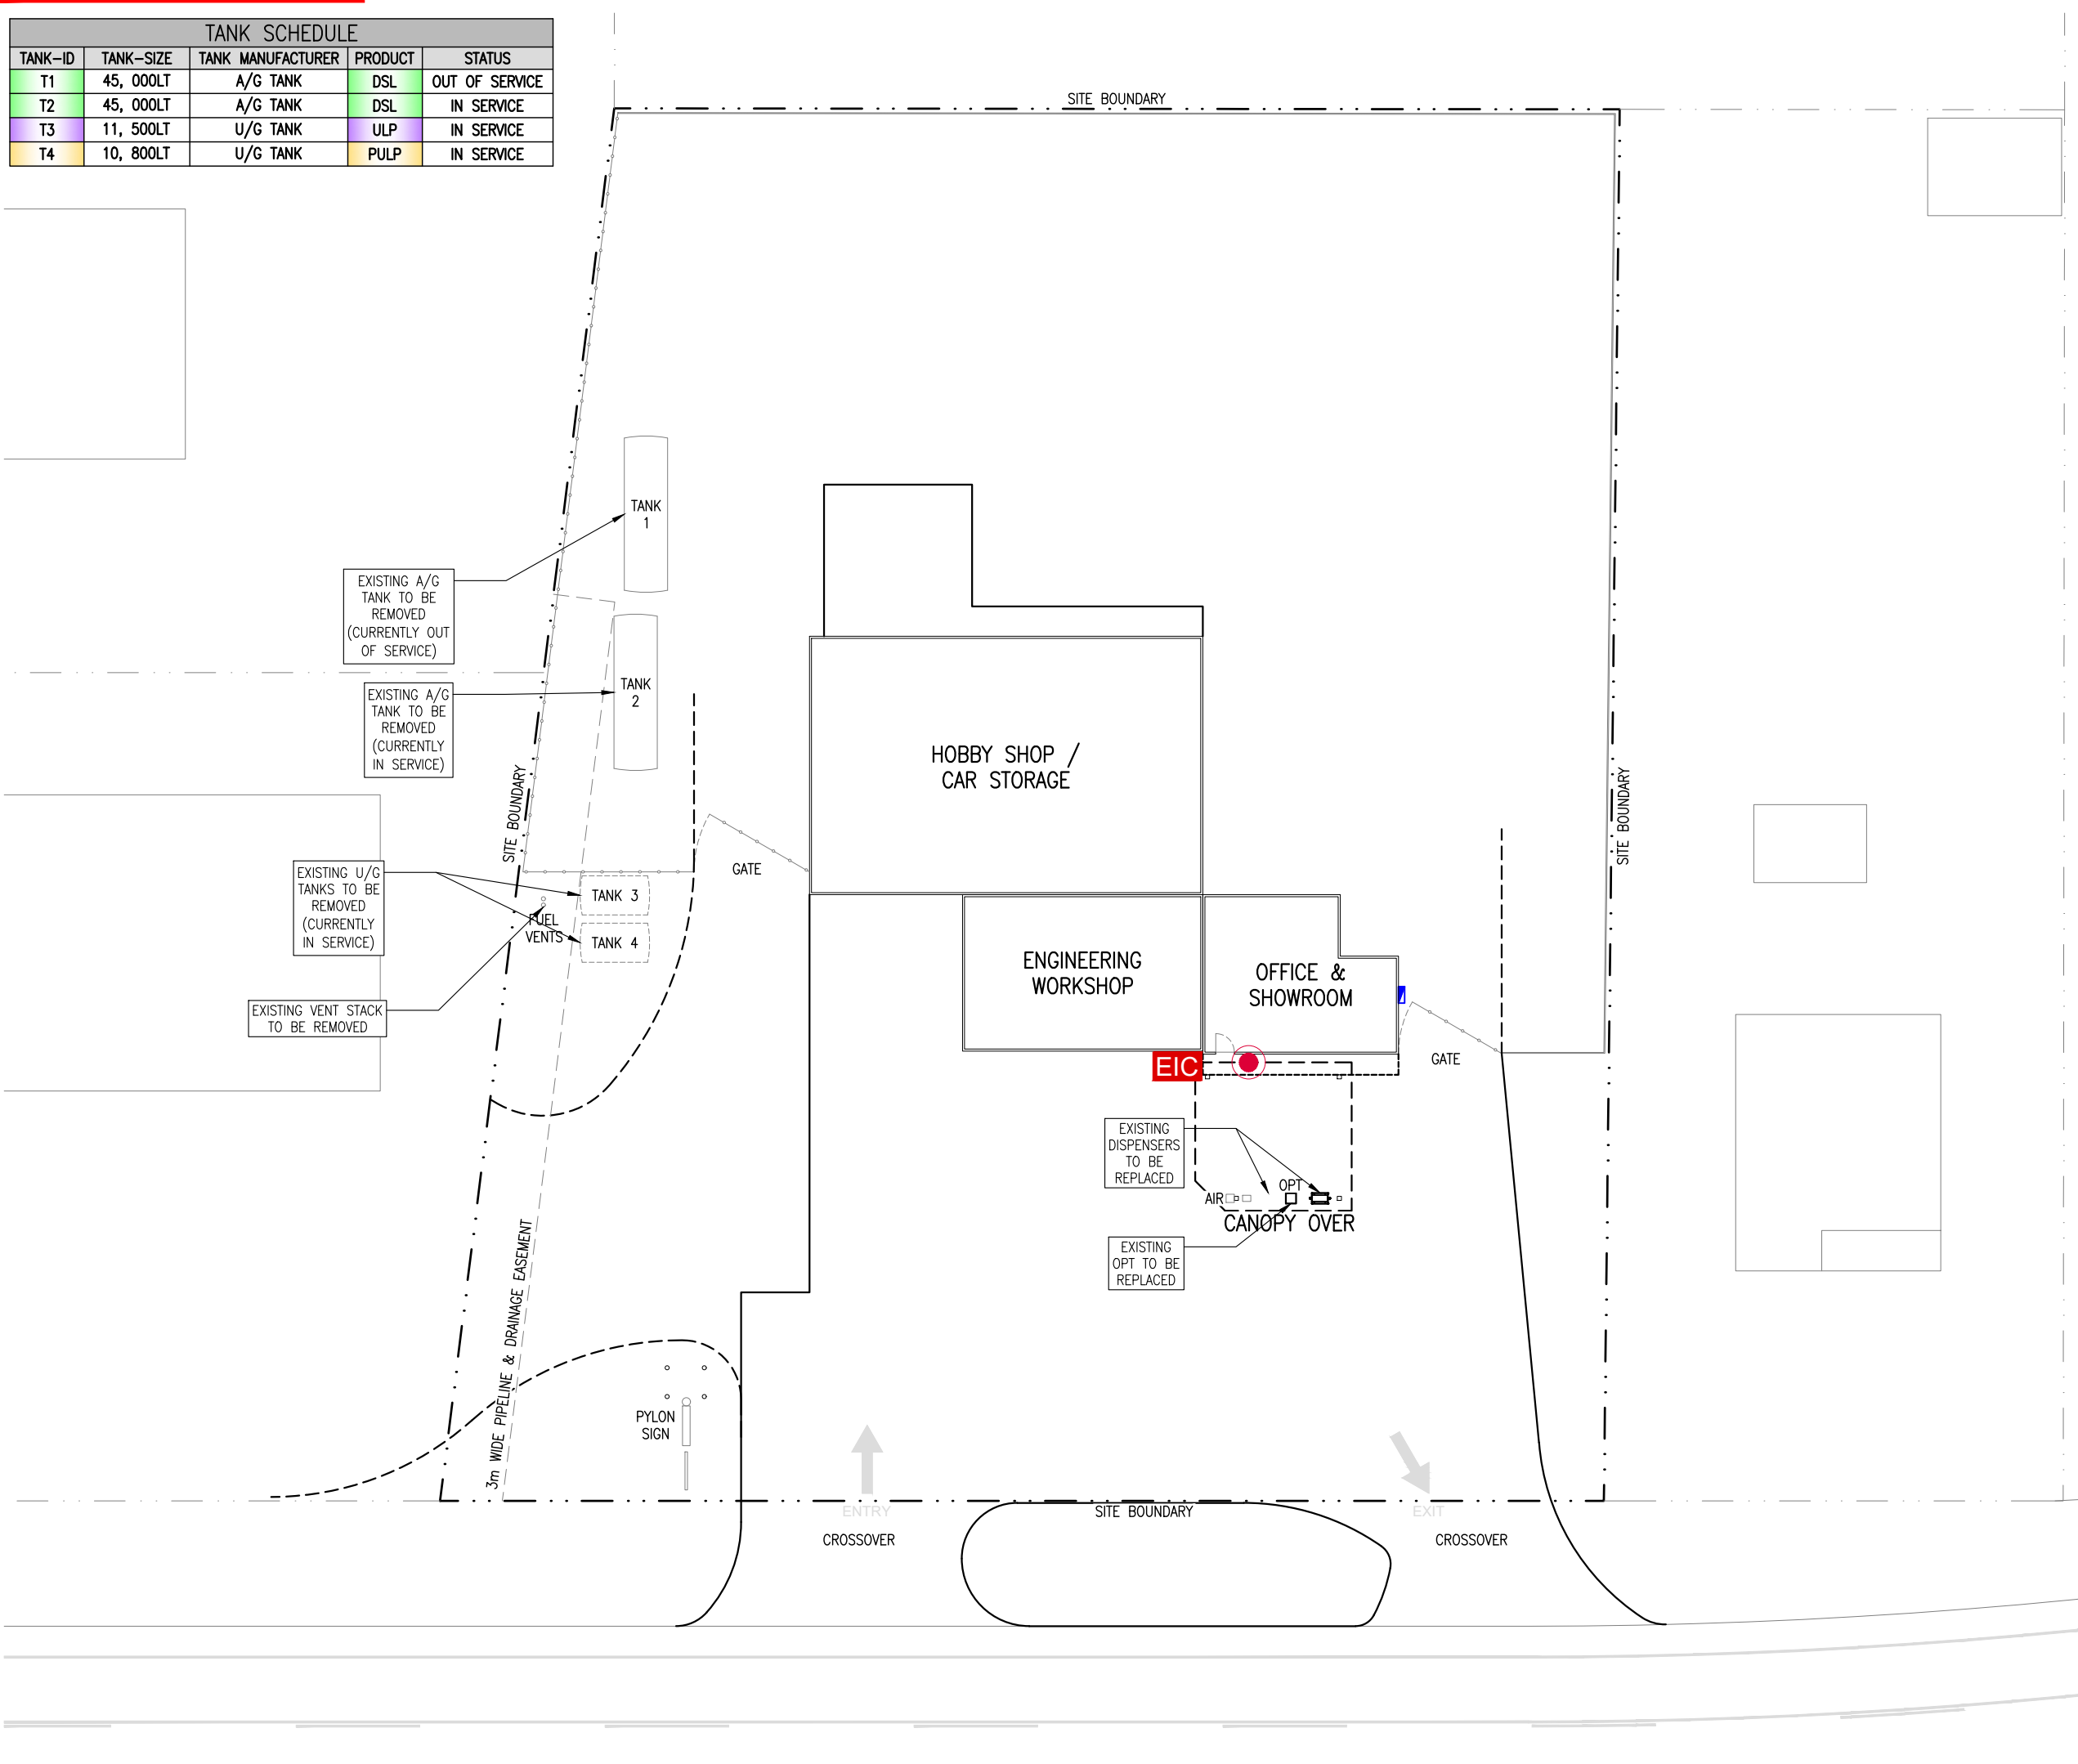 TANK SCHEDULE
TANK-ID TANK-SIZE TANK MANUFACTURER PRODUCT STATUS
T1 45, 000LT A/G TANK DSL OUT OF SERVICE
T2 45, 000LT A/G TANK DSL IN SERVICE
T3 11, 500LT U/G TANK ULP IN SERVICE
T4 10, 800LT U/G TANK PULP IN SERVICE
SITE BOUNDARY
TANK
1
EXISTING A/G
TANK TO BE
REMOVED
(CURRENTLY OUT
OF SERVICE)
TANK
2
EXISTING A/G
TANK TO BE
REMOVED
(CURRENTLY
IN SERVICE)
HOBBY SHOP /
CAR STORAGE
SITE BOUNDARY
SITE BOUNDARY
GATE
EXISTING U/G
TANKS TO BE
REMOVED
(CURRENTLY
IN SERVICE)
TANK 3
FUEL
VENTS
TANK 4
ENGINEERING
WORKSHOP
OFFICE &
SHOWROOM
EXISTING VENT STACK
TO BE REMOVED
GATE
EIC
EXISTING
DISPENSERS
TO BE
REPLACED
OPT
AIR
CANOPY OVER
EXISTING
OPT TO BE
REPLACED
3m WIDE PIPELINE & DRAINAGE EASEMENT
PYLON
SIGN
ENTRY
SITE BOUNDARY
EXIT
CROSSOVER
CROSSOVER